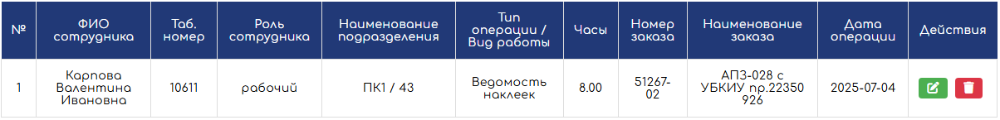 №
ФИО
сотрудника
Таб.
номер
Роль
сотрудника
Наименование
подразделения
Тип
операции /
Вид работы
Часы
Номер
заказа
Наименование
заказа
Дата
операции
Действия
1
Карпова
Валентина
Ивановна
10611
рабочий
ПК1 / 43
Ведомость
наклеек
8.00
51267-
02
АПЗ-028 с
УБКИУ пр.22350
926
2025-07-04